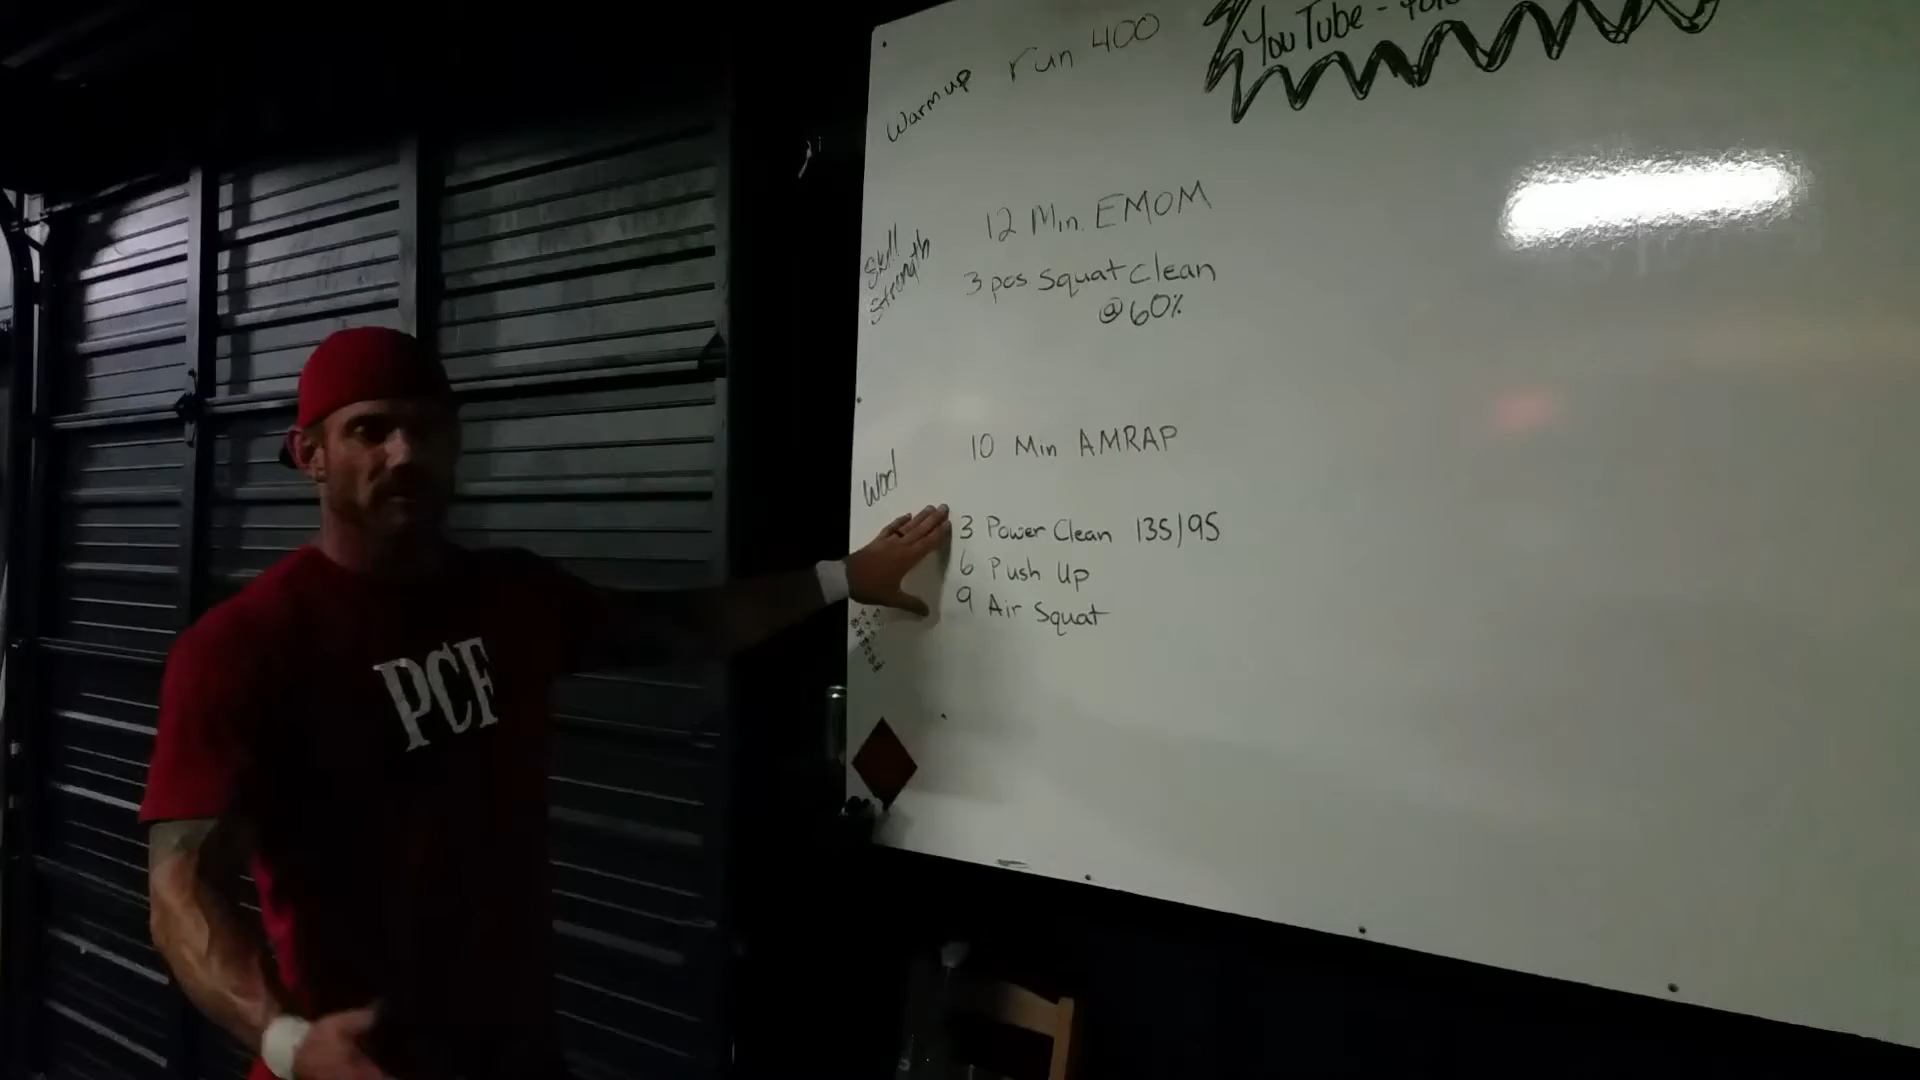 Warmup run 400
YouTube -
Skill
Strength
12 Min. EMOM
3 pos Squat Clean
@60%
Wod
10 Min AMRAP
3 Power Clean 135/95
6 Push Up
9 Air Squat
PCF